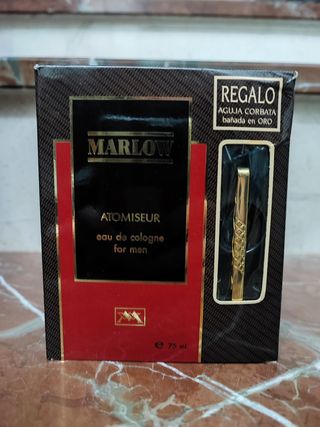 REGALO
AGUJA CORBATA
bañada en ORO
MARLOW
ATOMISEUR
eau de cologne
for men
℮ 75 ml